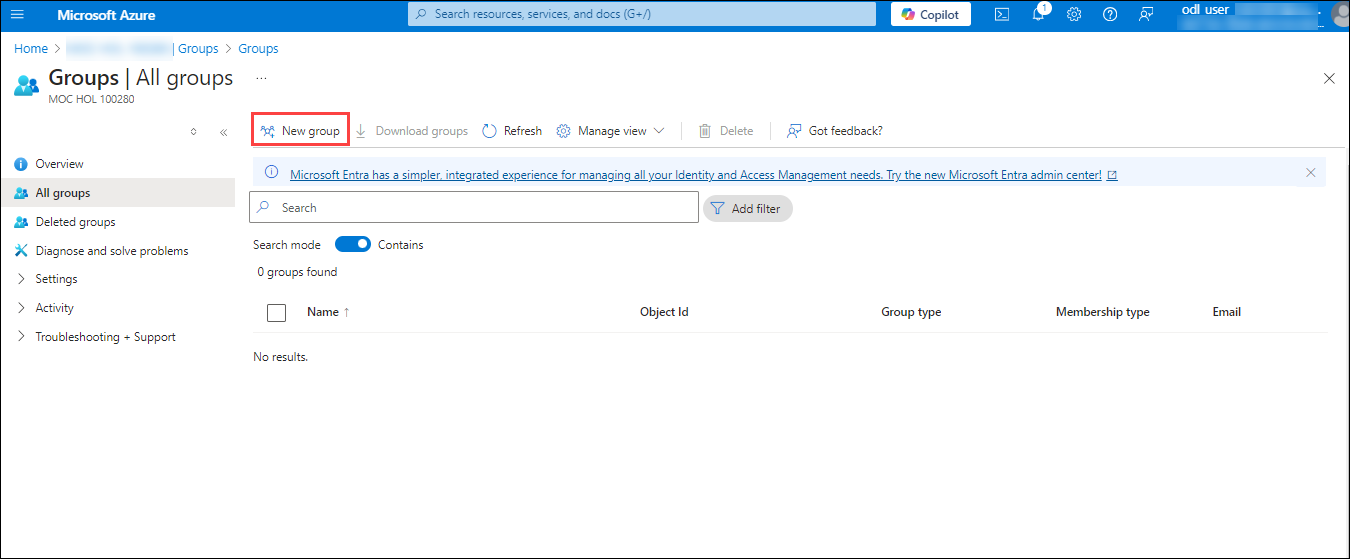 Microsoft Azure
Search resources, services, and docs (G+/)
Copilot
1
odl_user
Home > | Groups > Groups
Groups | All groups ...
MOC HOL 100280
New group
Download groups
Refresh
Manage view
Delete
Got feedback?
Overview
All groups
Deleted groups
Diagnose and solve problems
Settings
Activity
Troubleshooting + Support
Microsoft Entra has a simpler, integrated experience for managing all your Identity and Access Management needs. Try the new Microsoft Entra admin center!
Search
Add filter
Search mode
Contains
0 groups found
Name ↑
Object Id
Group type
Membership type
Email
No results.